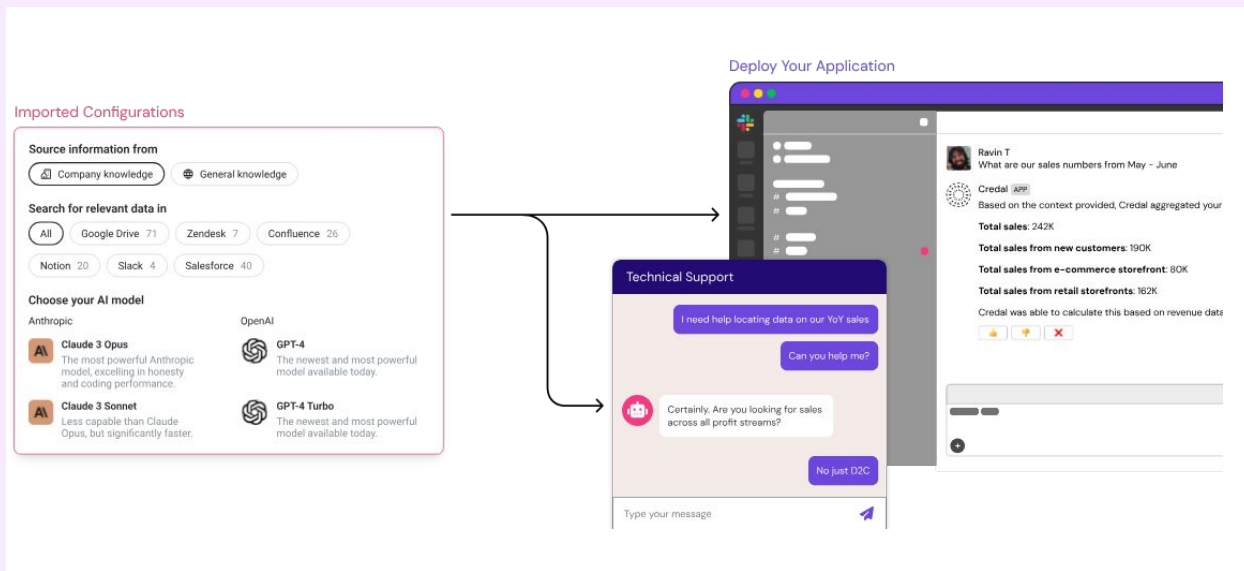 Deploy Your Application
Imported Configurations
Source information from
Company knowledge
General knowledge
Search for relevant data in
All
Google Drive 71
Zendesk 7
Confluence 26
Notion 20
Slack 4
Salesforce 40
Choose your AI model
Anthropic
OpenAI
Claude 3 Opus
The most powerful Anthropic
model, excelling in honesty
and coding performance.
GPT-4
The newest and most powerful
model available today.
Claude 3 Sonnet
Less capable than Claude
Opus, but significantly faster.
GPT-4 Turbo
The newest and most powerful
model available today.
Ravin T
What are our sales numbers from May - June
Credal APP
Based on the context provided, Credal aggregated your
Total sales: 242K
Total sales from new customers: 190K
Total sales from e-commerce storefront: 80K
Total sales from retail storefronts: 162K
Credal was able to calculate this based on revenue data
Technical Support
I need help locating data on our YoY sales
Can you help me?
Certainly. Are you looking for sales
across all profit streams?
No just D2C
Type your message